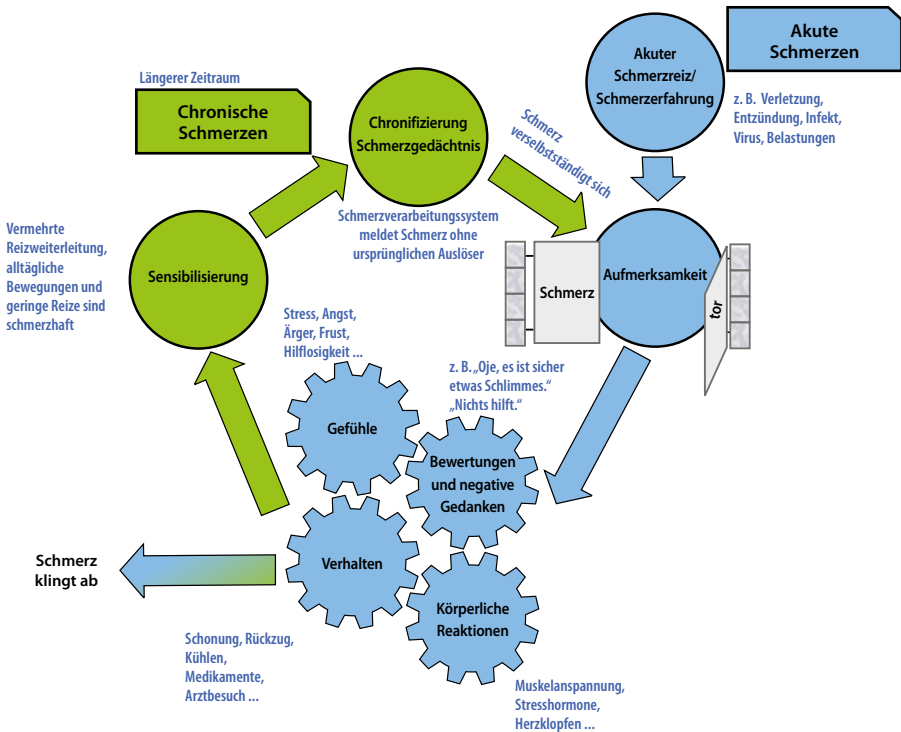 Akute
Schmerzen
Akuter
Schmerzreiz/
Schmerzerfahrung
z. B. Verletzung,
Entzündung, Infekt,
Virus, Belastungen
Längerer Zeitraum
Chronische
Schmerzen
Chronifizierung
Schmerzgedächtnis
Schmerz
verselbstständigt sich
Schmerzverarbeitungssystem
meldet Schmerz ohne
ursprünglichen Auslöser
Vermehrte
Reizweiterleitung,
alltägliche
Bewegungen und
geringe Reize sind
schmerzhaft
Sensibilisierung
Schmerz
Aufmerksamkeit
tor
Stress, Angst,
Ärger, Frust,
Hilflosigkeit ...
Gefühle
z. B. „Oje, es ist sicher
etwas Schlimmes.“
„Nichts hilft.“
Bewertungen
und negative
Gedanken
Verhalten
Schmerz
klingt ab
Körperliche
Reaktionen
Schonung, Rückzug,
Kühlen,
Medikamente,
Arztbesuch ...
Muskelanspannung,
Stresshormone,
Herzklopfen ...